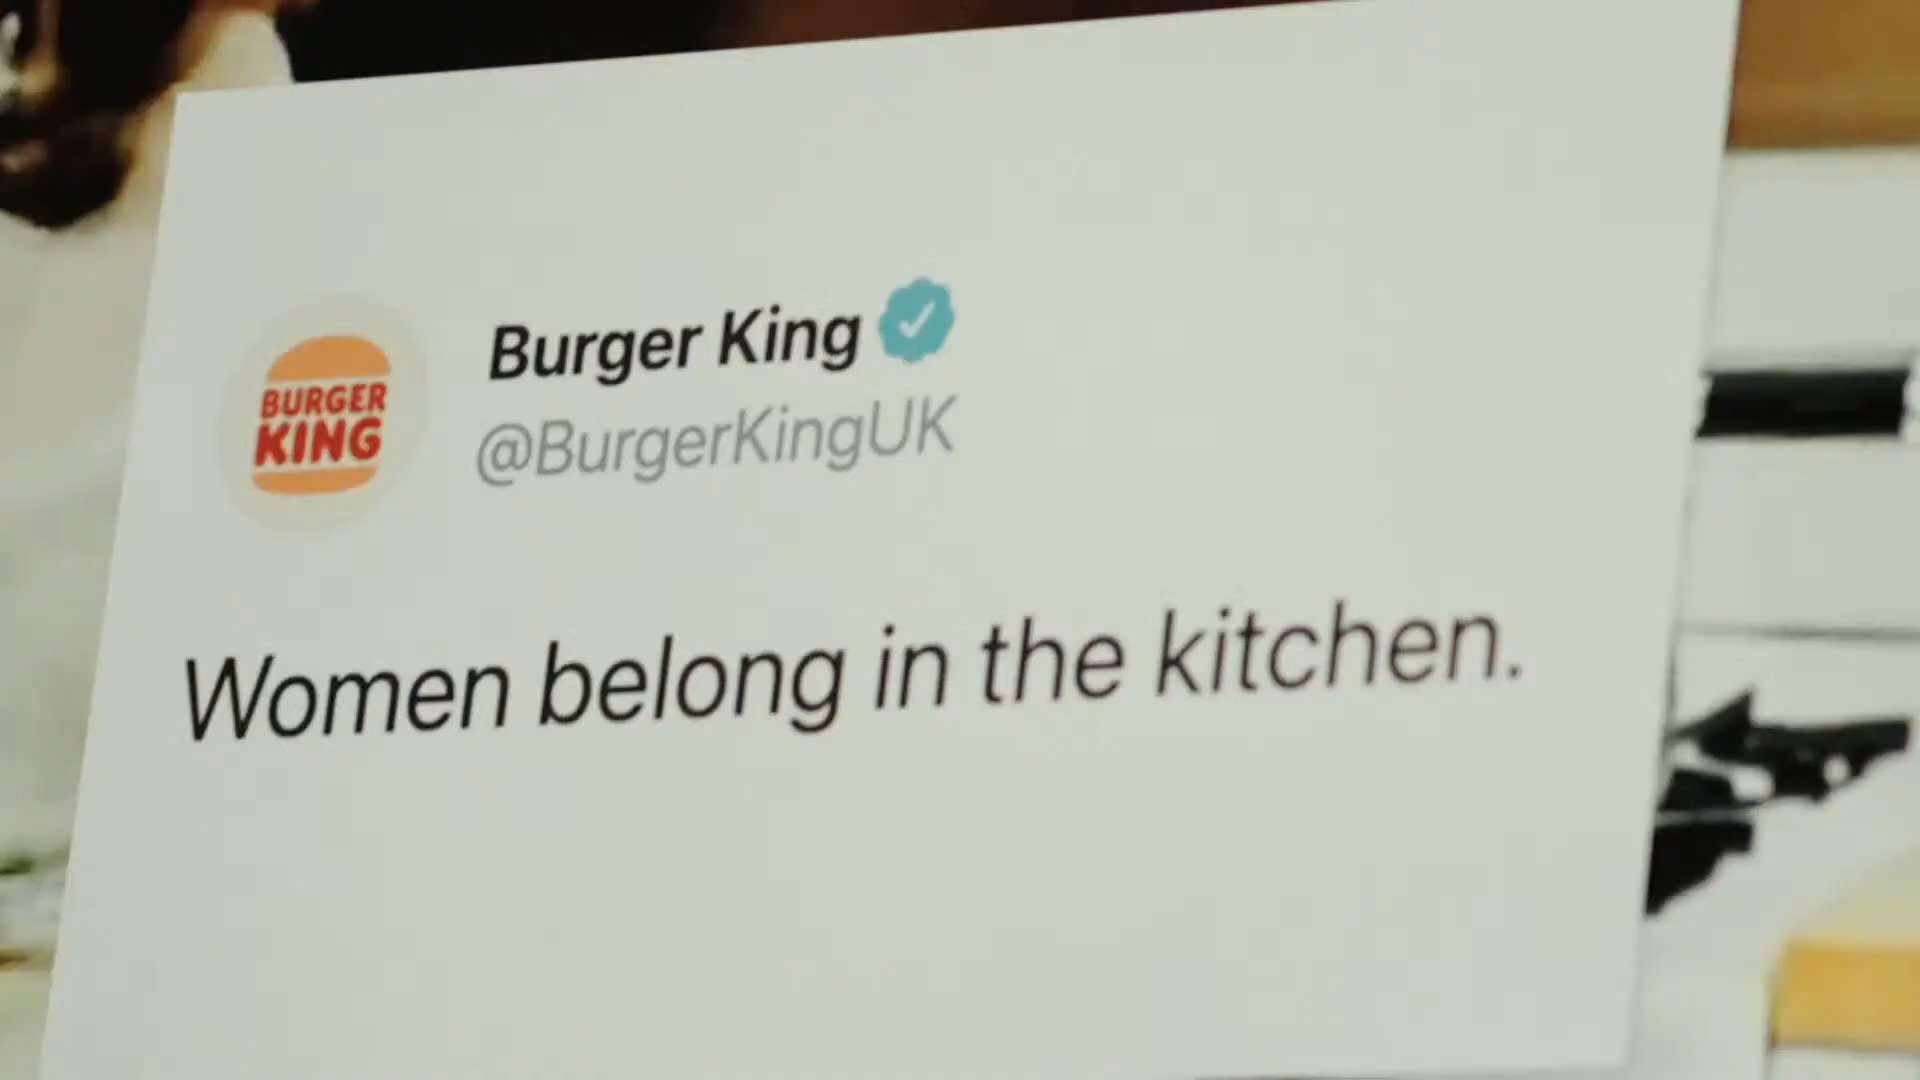 BURGER
KING
Burger King
@BurgerKingUK
Women belong in the kitchen.